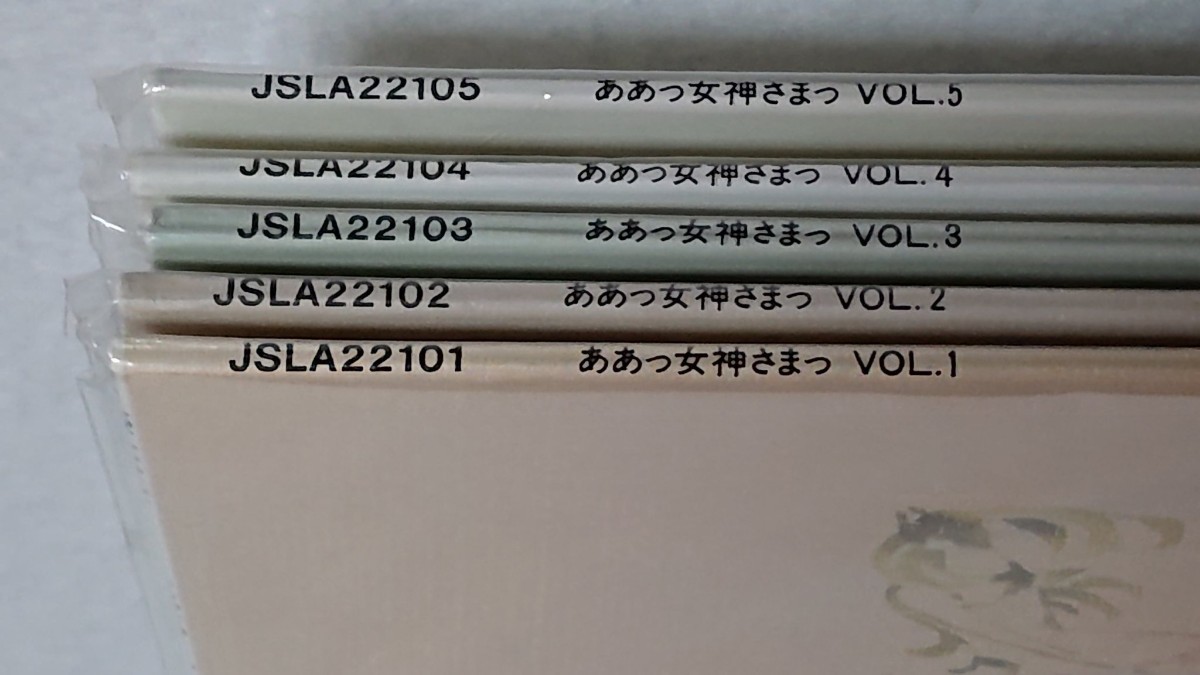 JSLA22105 ああっ女神さまっ VOL.5
JSLA22104 ああっ女神さまっ VOL.4
JSLA22103 ああっ女神さまっ VOL.3
JSLA22102 ああっ女神さまっ VOL.2
JSLA22101 ああっ女神さまっ VOL.1